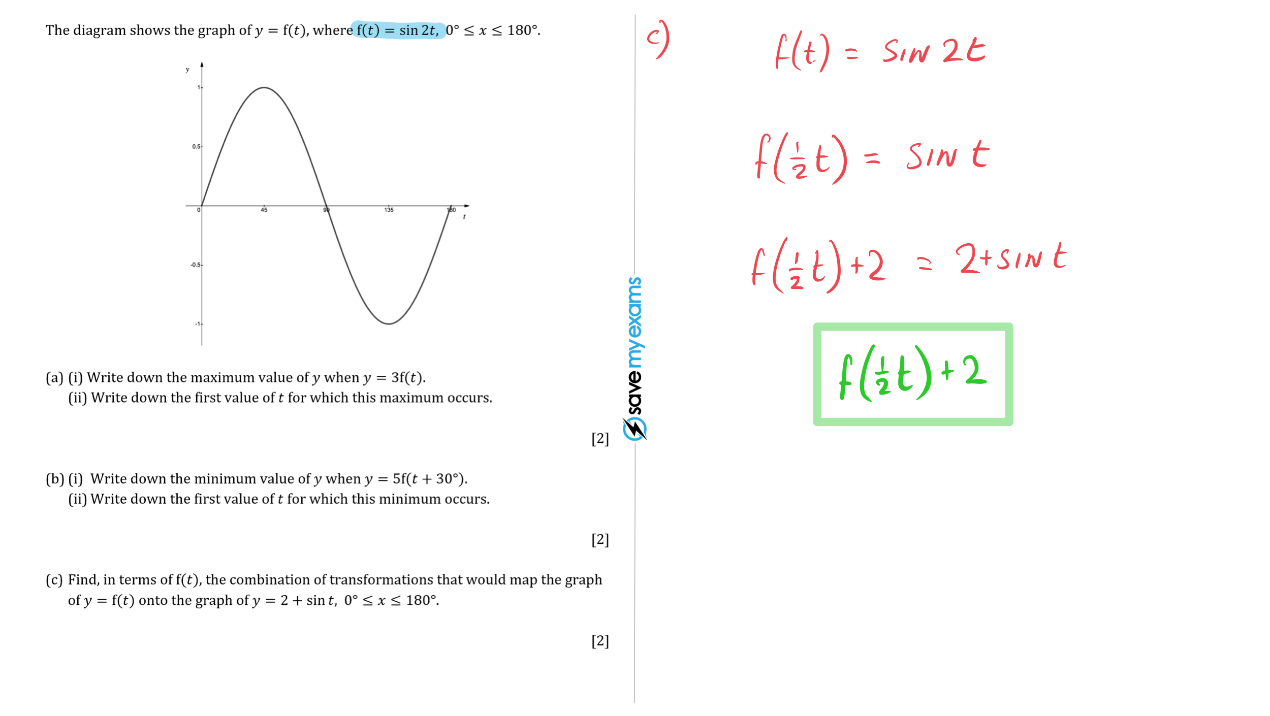 The diagram shows the graph of y = f(t), where f(t) = sin 2t, 0° ≤ x ≤ 180°.
y
1
0.5
0 45 90 135 180
t
-0.5
-1
(a) (i) Write down the maximum value of y when y = 3f(t).
(ii) Write down the first value of t for which this maximum occurs.
[2]
(b) (i) Write down the minimum value of y when y = 5f(t + 30°).
(ii) Write down the first value of t for which this minimum occurs.
[2]
(c) Find, in terms of f(t), the combination of transformations that would map the graph
of y = f(t) onto the graph of y = 2 + sin t, 0° ≤ x ≤ 180°.
[2]
savemyexams
c) f(t) = SIN 2t
f(½t) = SIN t
f(½t)+2 = 2+SIN t
f(½t)+2